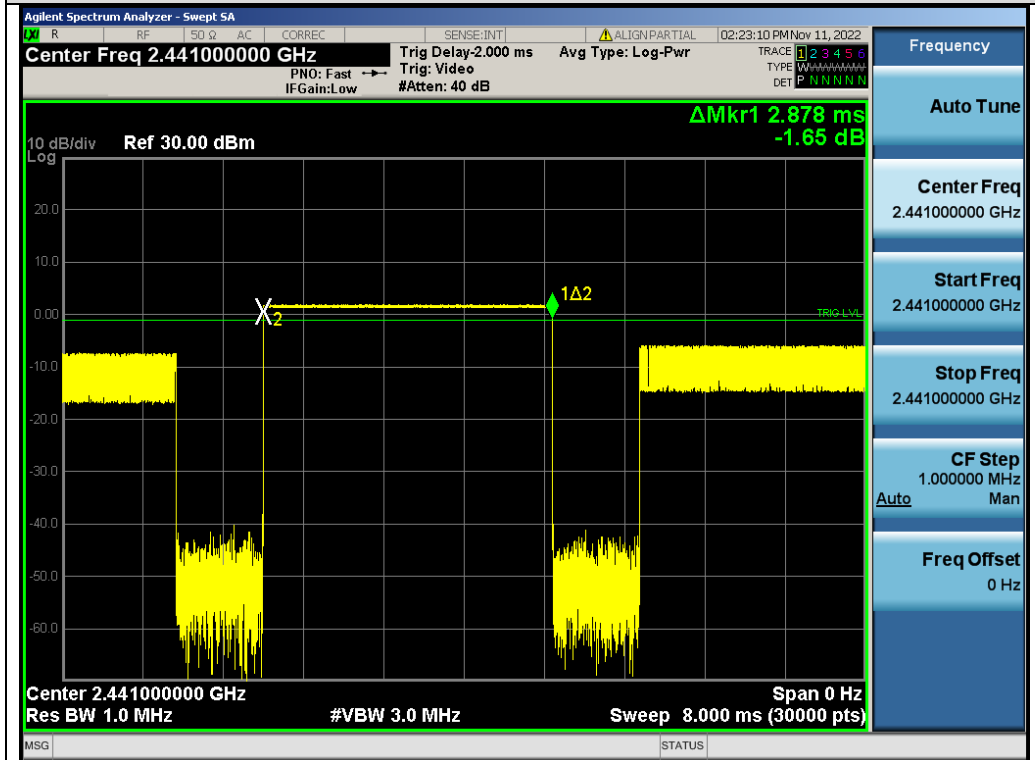 Agilent Spectrum Analyzer - Swept SA
LXI R RF 50 Ω AC CORREC SENSE:INT ALIGN PARTIAL 02:23:10 PM Nov 11, 2022
Center Freq 2.441000000 GHz Trig Delay-2.000 ms Avg Type: Log-Pwr TRACE 1 2 3 4 5 6
PNO: Fast Trig: Video TYPE WWWWWW
IFGain:Low #Atten: 40 dB DET P N N N N N
ΔMkr1 2.878 ms
10 dB/div Ref 30.00 dBm -1.65 dB
Log
20.0
10.0
0.00
-10.0
-20.0
-30.0
-40.0
-50.0
-60.0
1Δ2
2
TRIG LVL
Center 2.441000000 GHz Span 0 Hz
Res BW 1.0 MHz #VBW 3.0 MHz Sweep 8.000 ms (30000 pts)
MSG STATUS
Frequency
Auto Tune
Center Freq
2.441000000 GHz
Start Freq
2.441000000 GHz
Stop Freq
2.441000000 GHz
CF Step
1.000000 MHz
Auto Man
Freq Offset
0 Hz